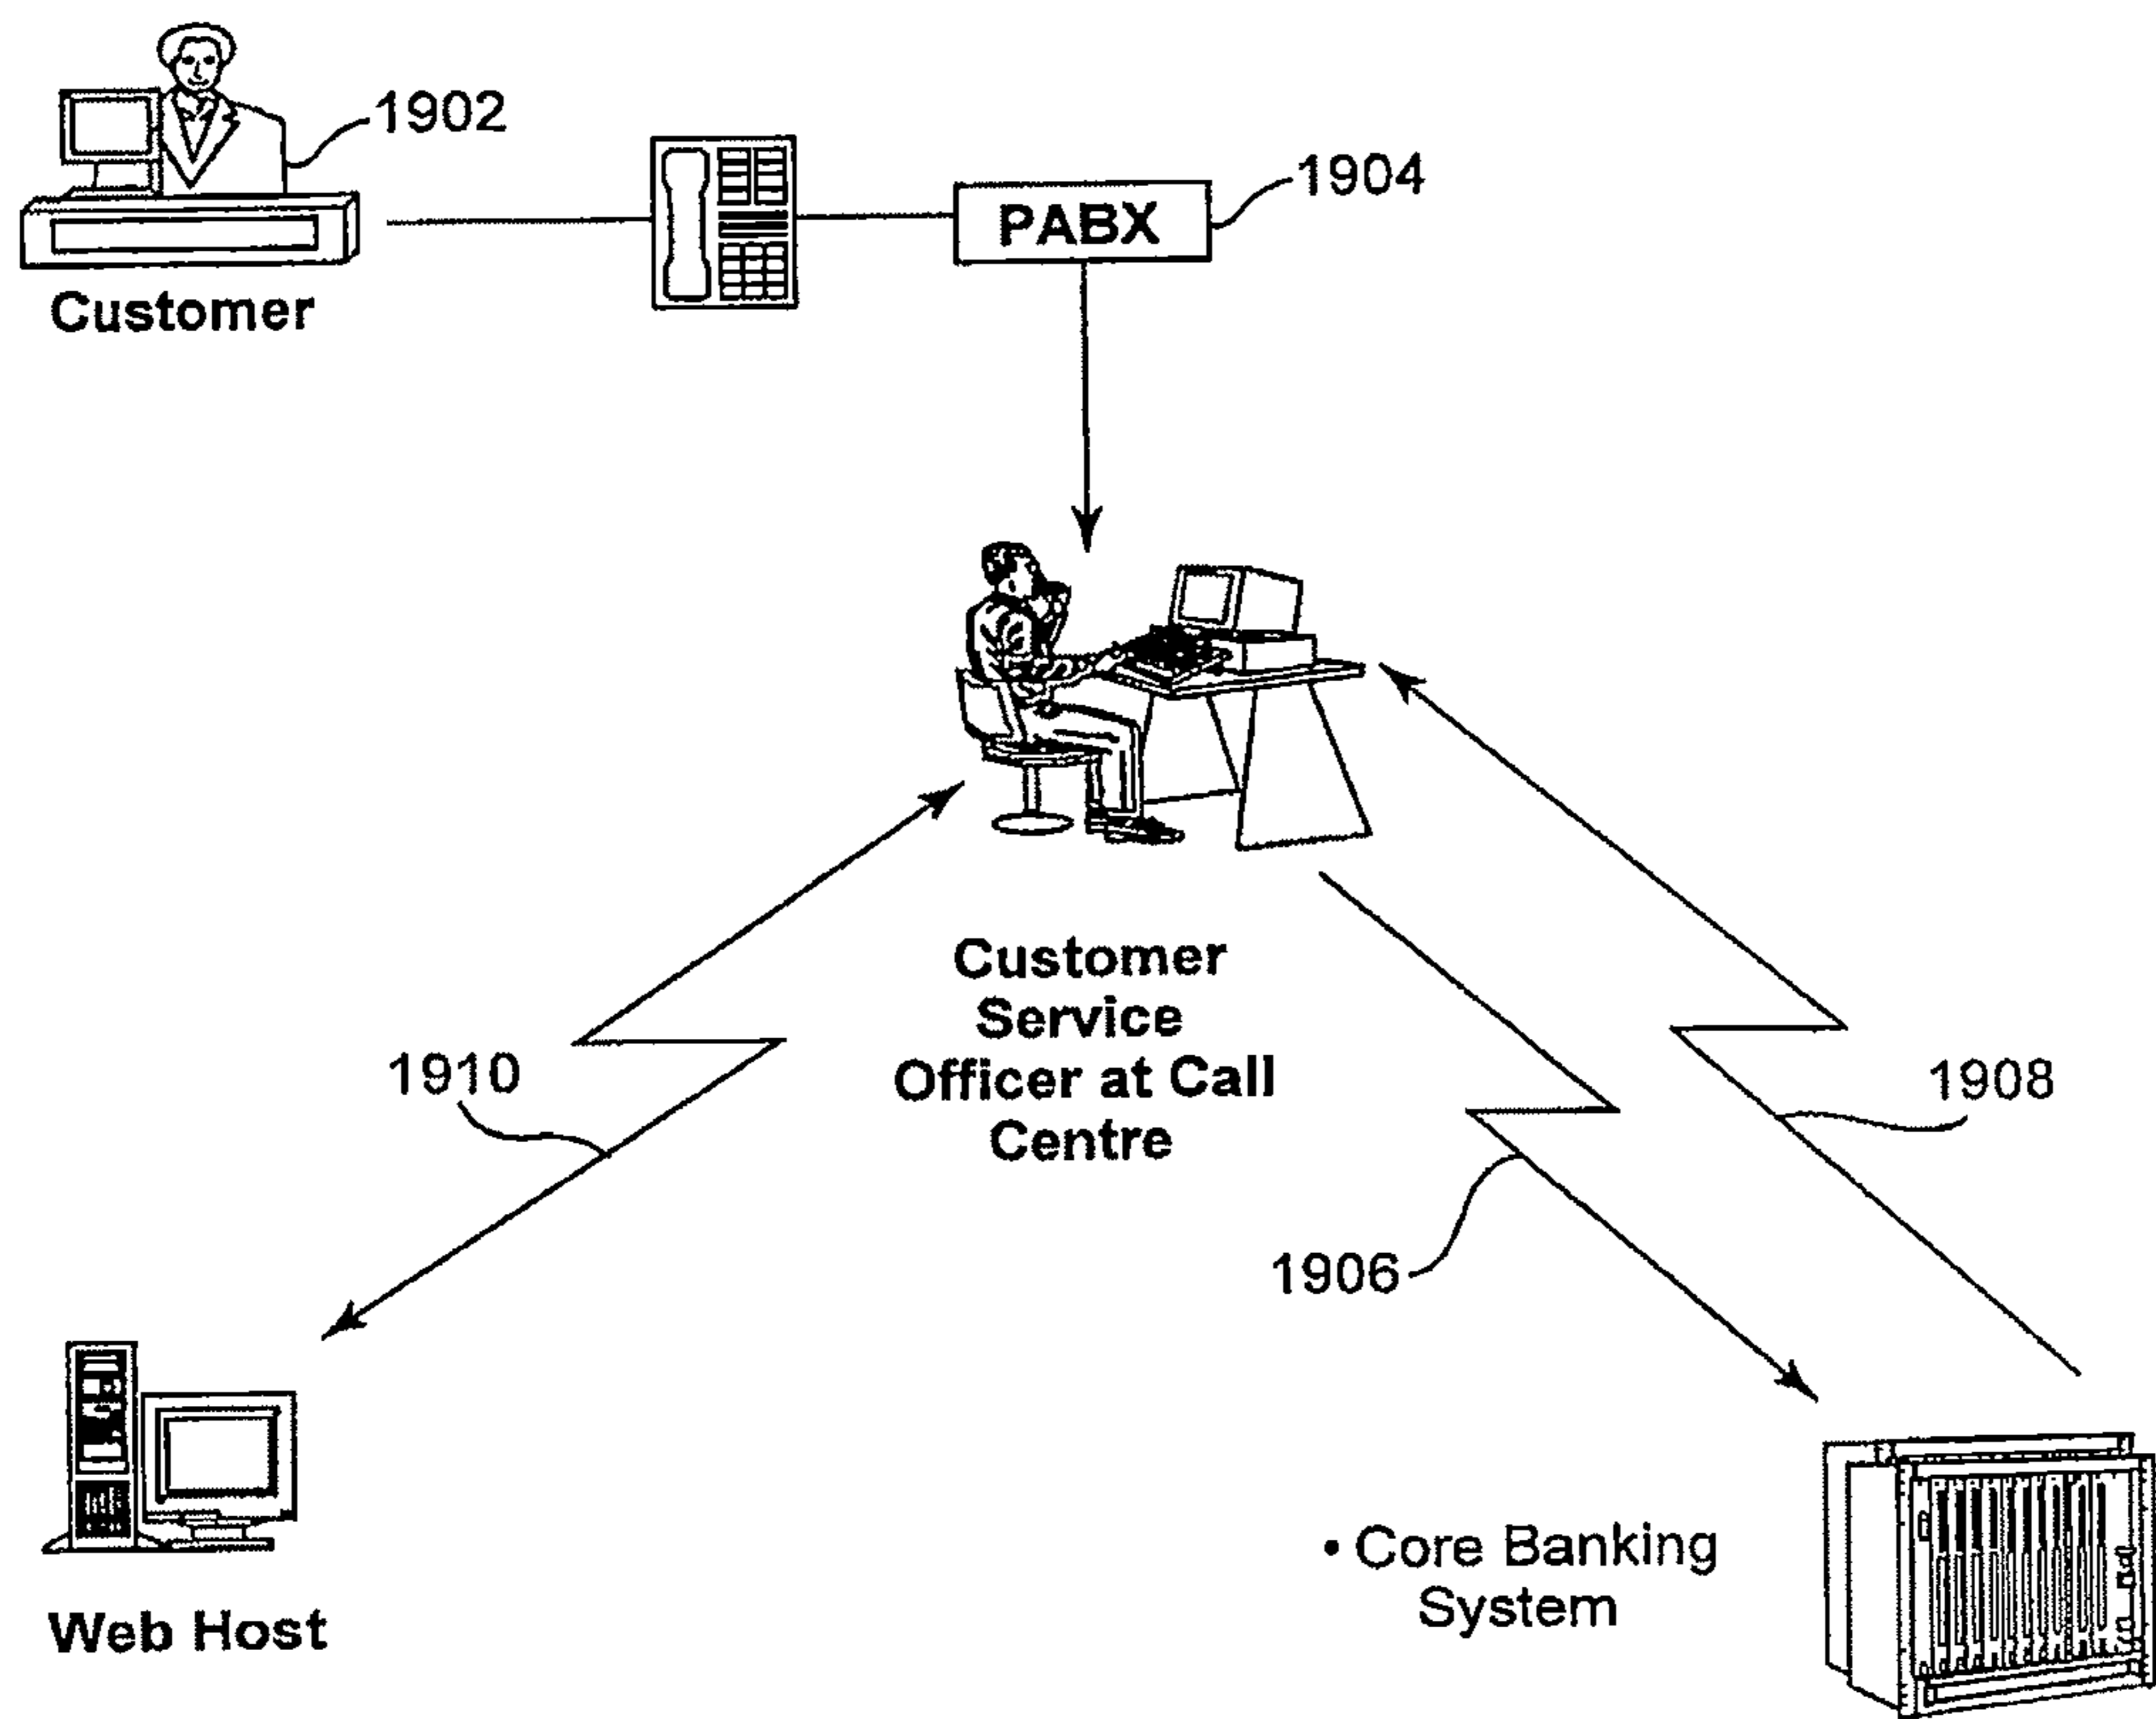 1902
1904
PABX
Customer
Customer
Service
Officer at Call
Centre
1910
1908
1906
• Core Banking
System
Web Host